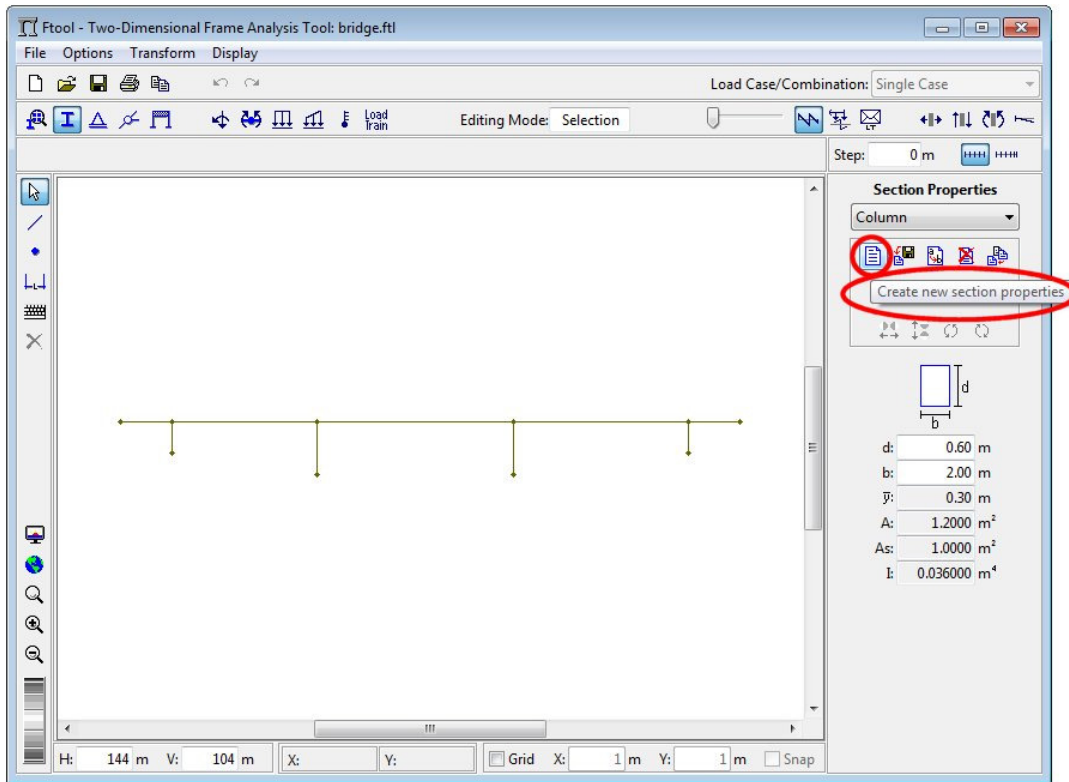 Ftool - Two-Dimensional Frame Analysis Tool: bridge.ftl
File Options Transform Display
Load Case/Combination: Single Case
Load Train
Editing Mode: Selection
LT
Step: 0 m
Section Properties
Column
Create new section properties
d
b
d: 0.60 m
b: 2.00 m
y̅: 0.30 m
A: 1.2000 m²
As: 1.0000 m²
I: 0.036000 m⁴
L
H: 144 m V: 104 m X: Y: Grid X: 1 m Y: 1 m Snap